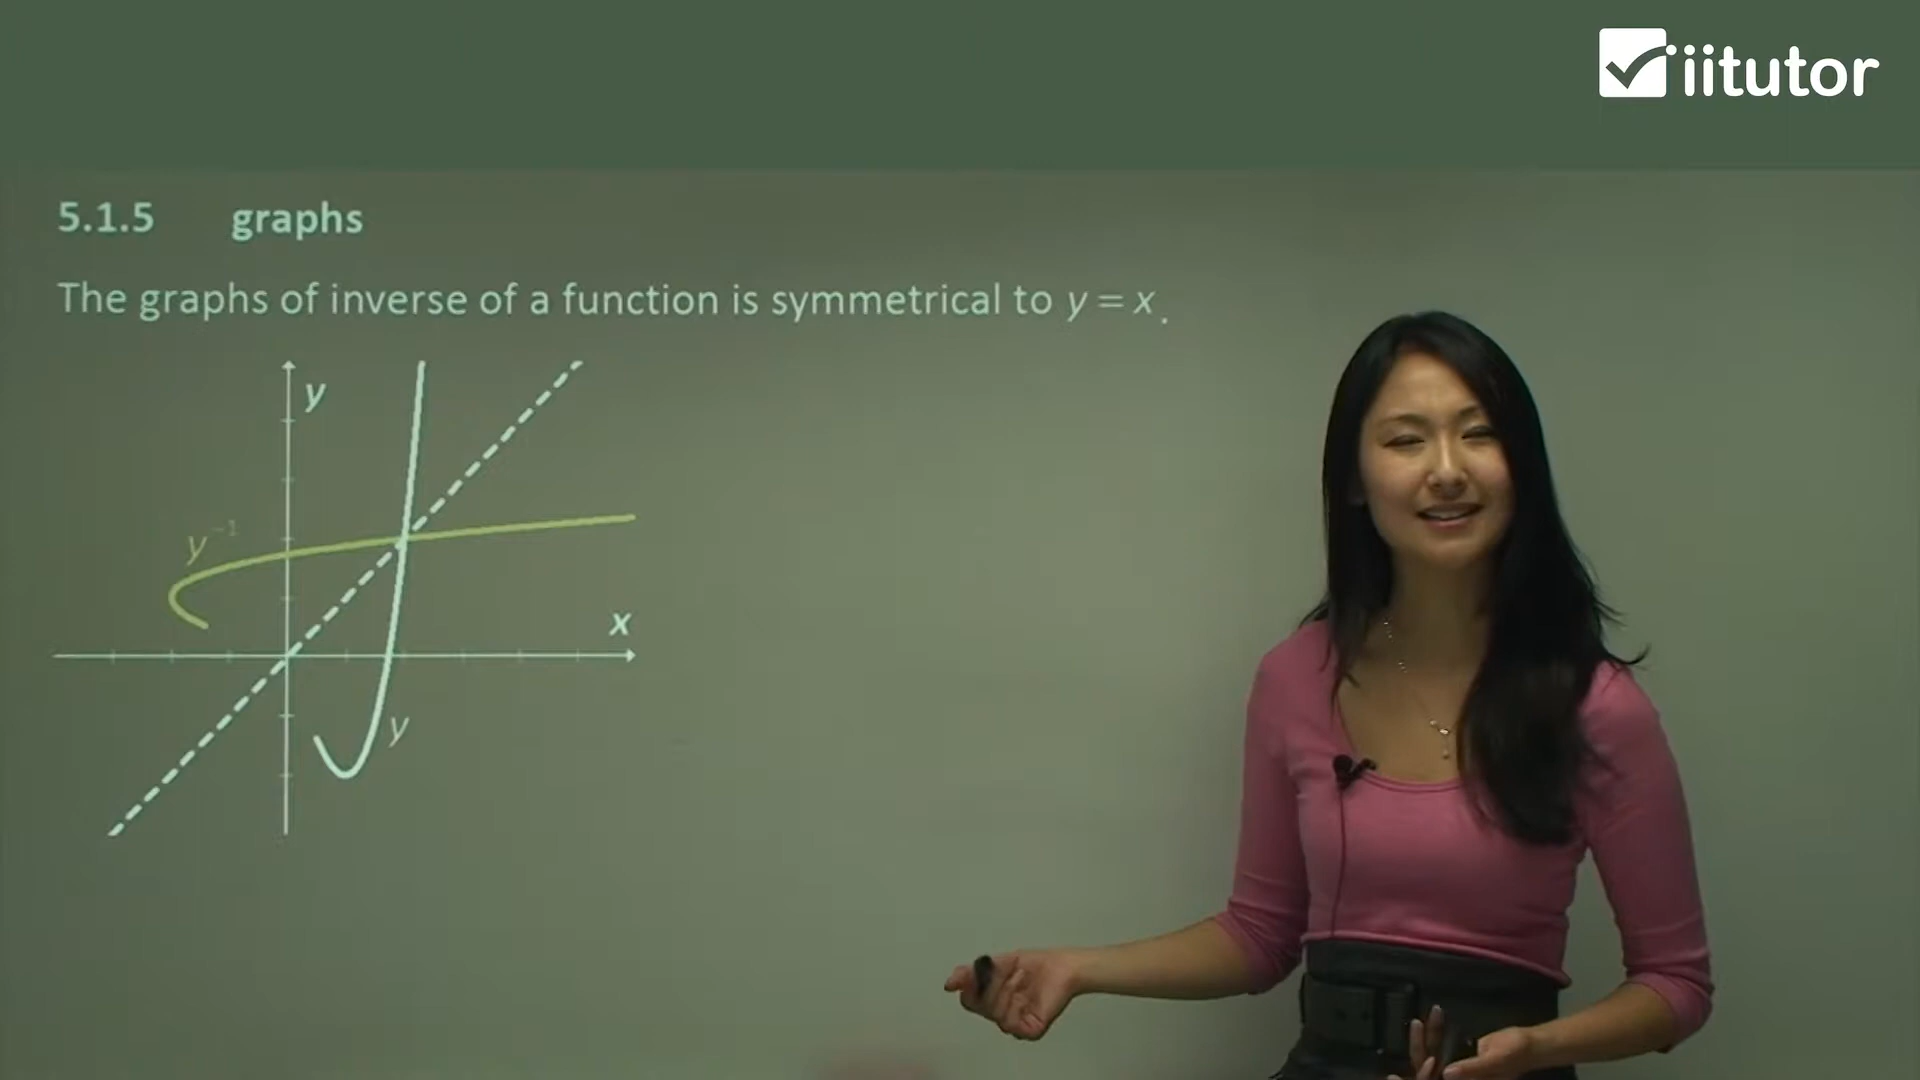 iitutor
5.1.5 graphs
The graphs of inverse of a function is symmetrical to y = x.
y
y⁻¹
x
y